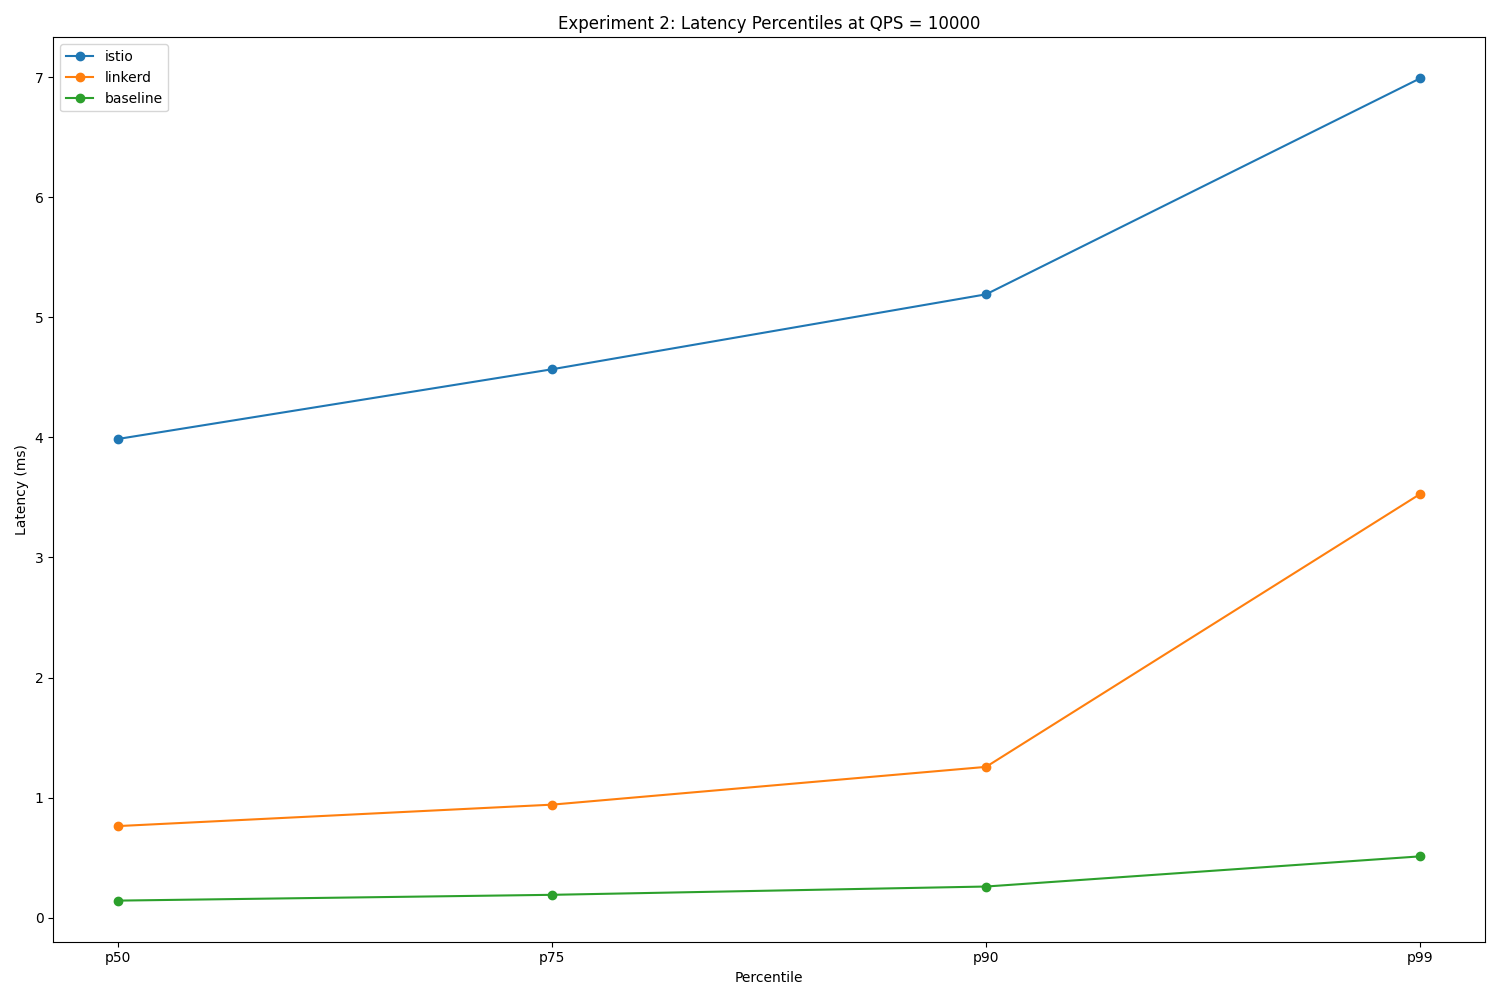 Experiment 2: Latency Percentiles at QPS = 10000
istio
linkerd
baseline
7
6
5
4
3
2
1
0
Latency (ms)
p50
p75
p90
p99
Percentile